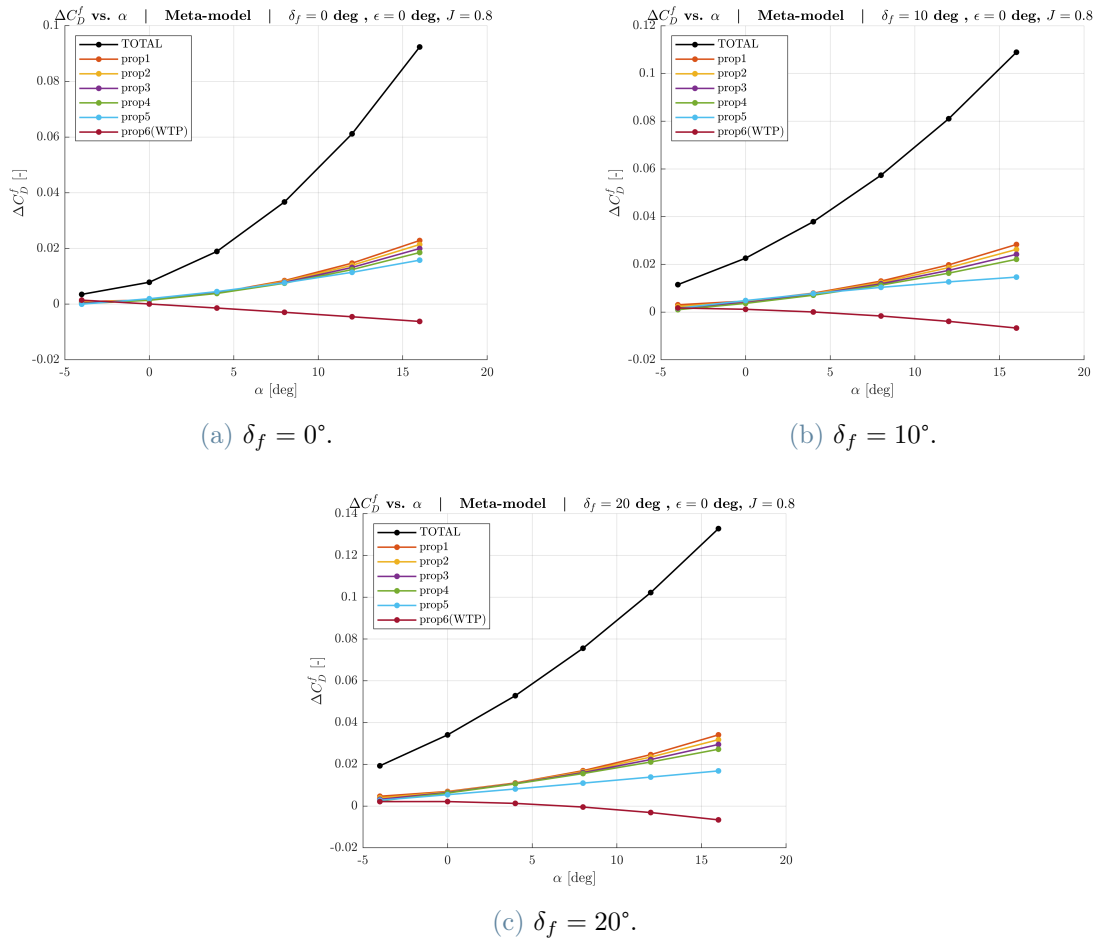 ΔC_D^f vs. α | Meta-model | δ_f = 0 deg , ϵ = 0 deg, J = 0.8
0.1
0.08
0.06
0.04
0.02
0
-0.02
ΔC_D^f [-]
TOTAL
prop1
prop2
prop3
prop4
prop5
prop6(WTP)
-5 0 5 10 15 20
α [deg]
(a) δ_f = 0°.
ΔC_D^f vs. α | Meta-model | δ_f = 10 deg , ϵ = 0 deg, J = 0.8
0.12
0.1
0.08
0.06
0.04
0.02
0
-0.02
ΔC_D^f [-]
TOTAL
prop1
prop2
prop3
prop4
prop5
prop6(WTP)
-5 0 5 10 15 20
α [deg]
(b) δ_f = 10°.
ΔC_D^f vs. α | Meta-model | δ_f = 20 deg , ϵ = 0 deg, J = 0.8
0.14
0.12
0.1
0.08
0.06
0.04
0.02
0
-0.02
ΔC_D^f [-]
TOTAL
prop1
prop2
prop3
prop4
prop5
prop6(WTP)
-5 0 5 10 15 20
α [deg]
(c) δ_f = 20°.